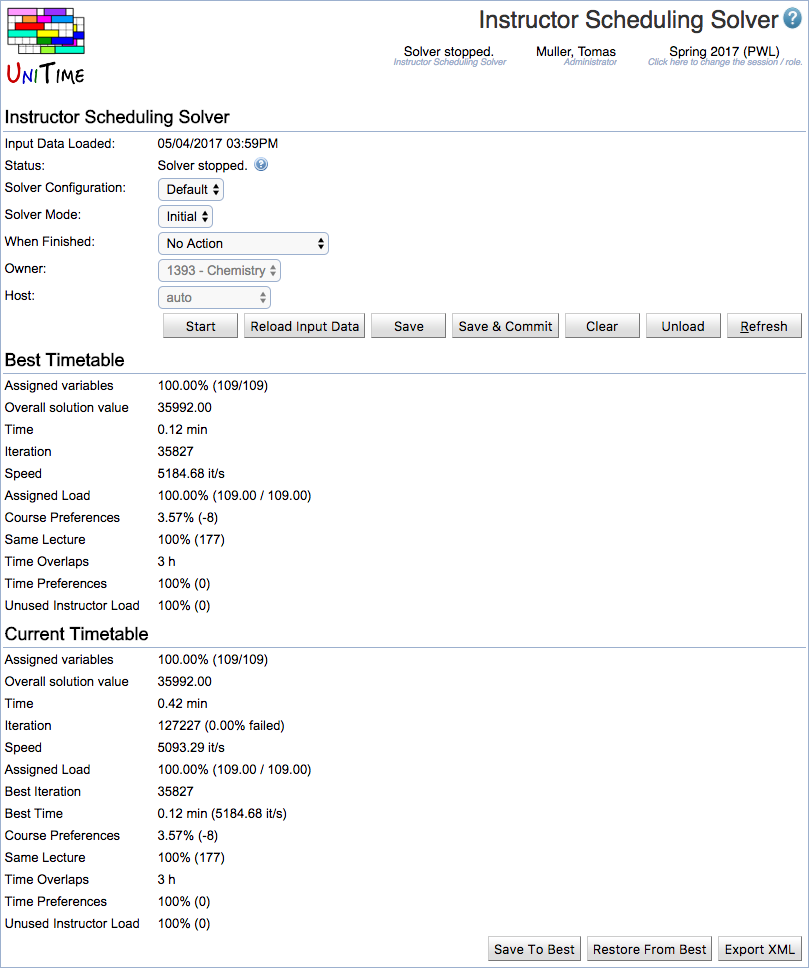 Instructor Scheduling Solver
UniTime
Solver stopped. Muller, Tomas Spring 2017 (PWL)
Instructor Scheduling Solver Administrator Click here to change the session / role.
Instructor Scheduling Solver
Input Data Loaded: 05/04/2017 03:59PM
Status: Solver stopped.
Solver Configuration: Default
Solver Mode: Initial
When Finished: No Action
Owner: 1393 - Chemistry
Host: auto
Start Reload Input Data Save Save & Commit Clear Unload Refresh
Best Timetable
Assigned variables 100.00% (109/109)
Overall solution value 35992.00
Time 0.12 min
Iteration 35827
Speed 5184.68 it/s
Assigned Load 100.00% (109.00 / 109.00)
Course Preferences 3.57% (-8)
Same Lecture 100% (177)
Time Overlaps 3 h
Time Preferences 100% (0)
Unused Instructor Load 100% (0)
Current Timetable
Assigned variables 100.00% (109/109)
Overall solution value 35992.00
Time 0.42 min
Iteration 127227 (0.00% failed)
Speed 5093.29 it/s
Assigned Load 100.00% (109.00 / 109.00)
Best Iteration 35827
Best Time 0.12 min (5184.68 it/s)
Course Preferences 3.57% (-8)
Same Lecture 100% (177)
Time Overlaps 3 h
Time Preferences 100% (0)
Unused Instructor Load 100% (0)
Save To Best Restore From Best Export XML